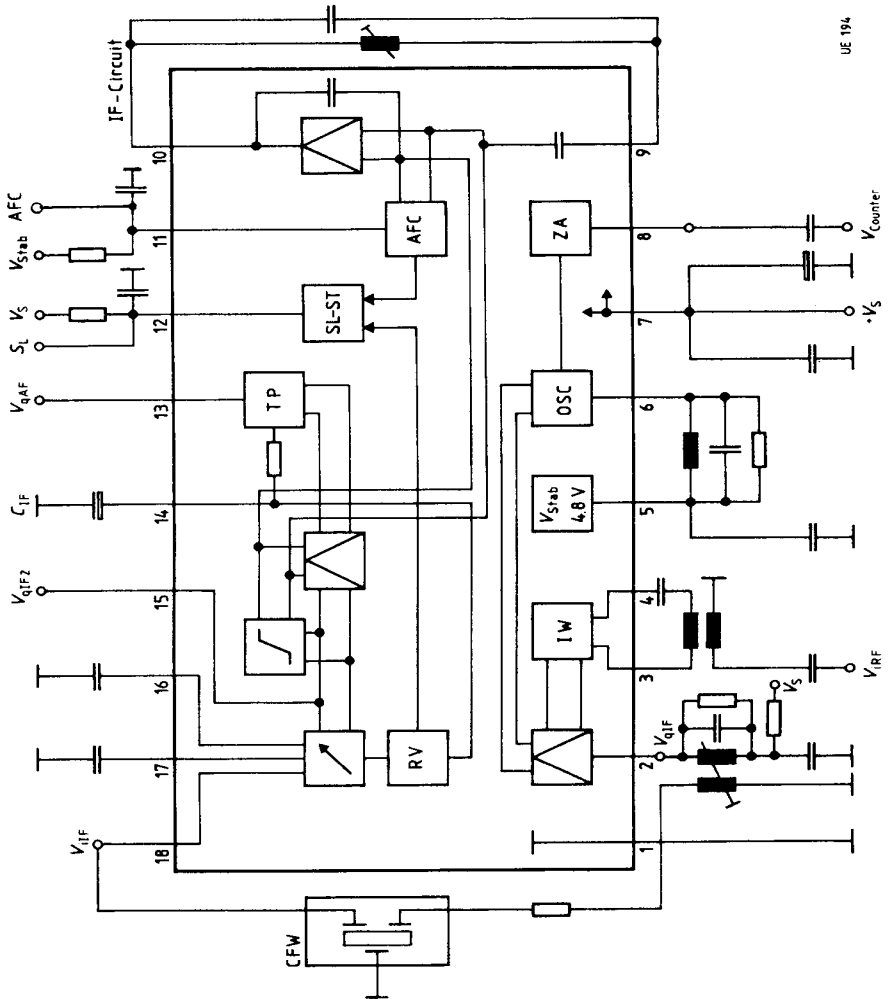 V_iIF
V_qIF2
C_IF
V_qAF
S_L
V_S
V_Stab
AFC
18
17
16
15
14
13
12
11
10
IF-Circuit
CFW
RV
TP
SL-ST
AFC
IW
V_Stab
4.8 V
OSC
ZA
1
2
3
4
5
6
7
8
9
V_qIF
V_S
V_iRF
+V_S
V_Counter
UE 194